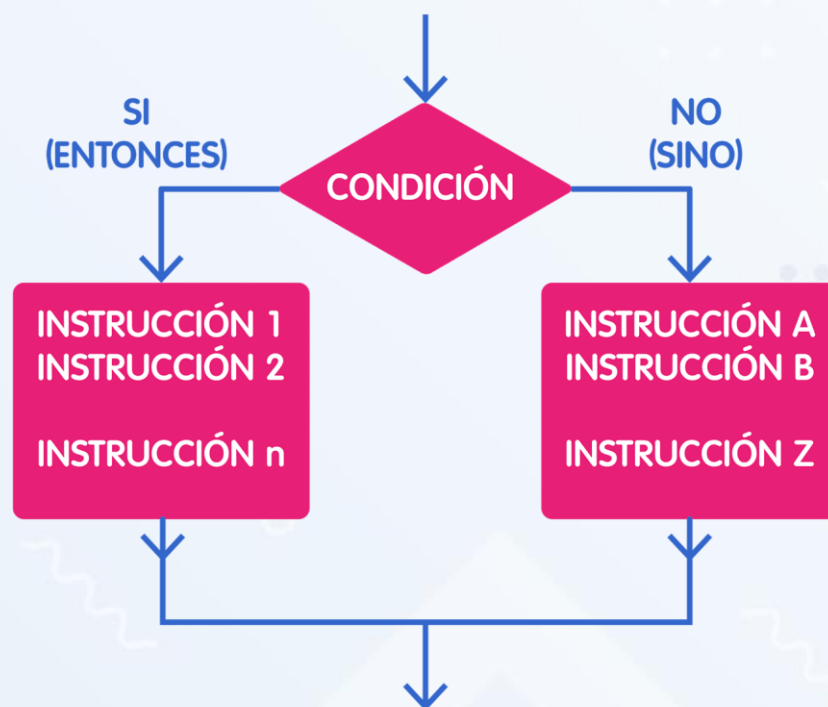 SI
(ENTONCES)
NO
(SINO)
CONDICIÓN
INSTRUCCIÓN 1
INSTRUCCIÓN 2
INSTRUCCIÓN n
INSTRUCCIÓN A
INSTRUCCIÓN B
INSTRUCCIÓN Z